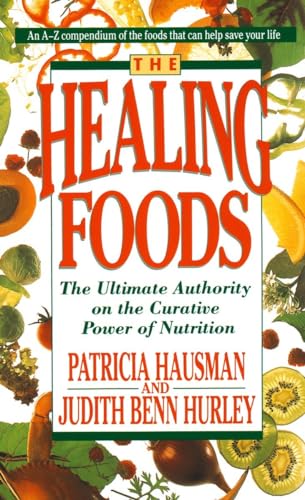 An A-Z compendium of the foods that can help save your life
THE
HEALING
FOODS
The Ultimate Authority
on the Curative
Power of Nutrition
PATRICIA HAUSMAN
AND
JUDITH BENN HURLEY